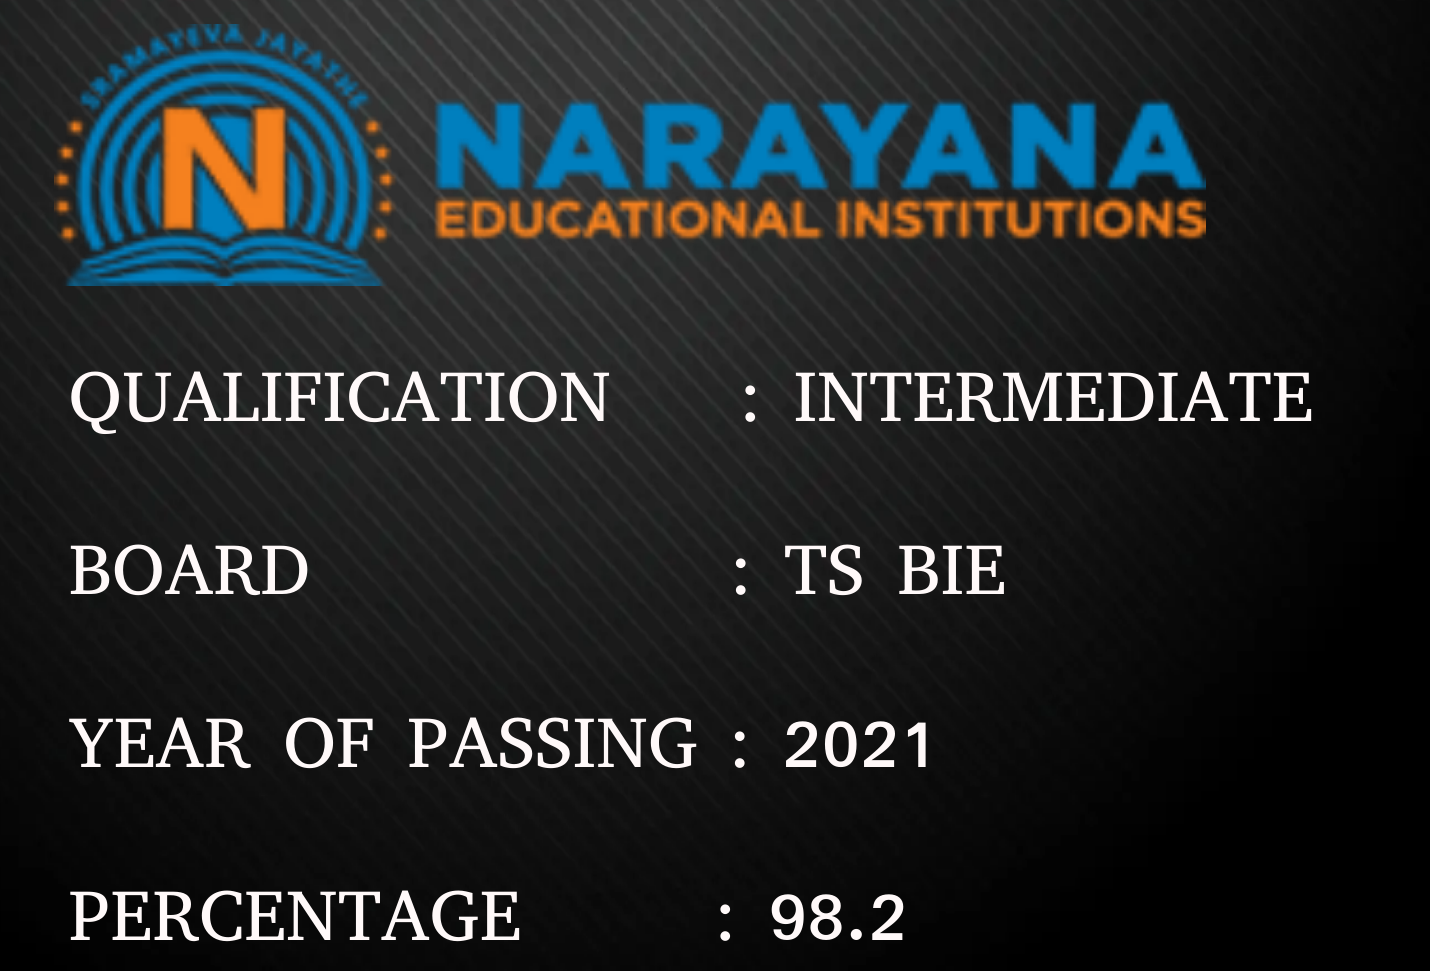 SRAMAYEVA JAYATHE
N
NARAYANA
EDUCATIONAL INSTITUTIONS
QUALIFICATION : INTERMEDIATE
BOARD : TS BIE
YEAR OF PASSING : 2021
PERCENTAGE : 98.2